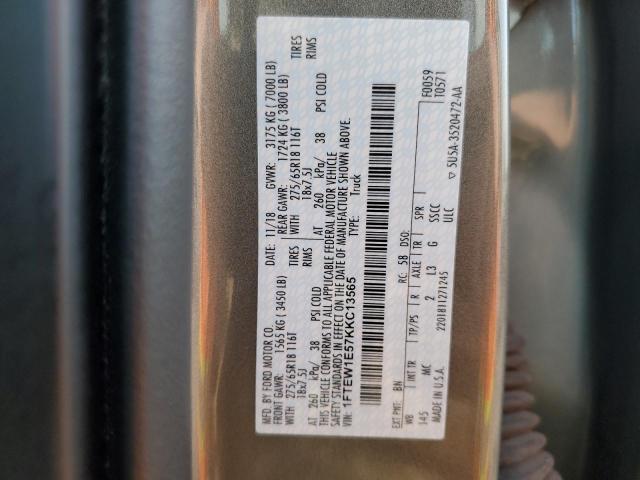 MFD. BY FORD MOTOR CO.
DATE: 11/18 GVWR: 3175 KG ( 7000 LB)
FRONT GAWR: 1565 KG ( 3450 LB) REAR GAWR: 1724 KG ( 3800 LB)
WITH 275/65R18 116T TIRES WITH 275/65R18 116T TIRES
18x7.5J RIMS 18x7.5J RIMS
AT 260 kPa/ 38 PSI COLD AT 260 kPa/ 38 PSI COLD
THIS VEHICLE CONFORMS TO ALL APPLICABLE FEDERAL MOTOR VEHICLE
SAFETY STANDARDS IN EFFECT ON THE DATE OF MANUFACTURE SHOWN ABOVE.
VIN: 1FTEW1E57KKC13565 TYPE: Truck
F0059
T0571
EXT PNT: BN RC: 58 DSO:
WB INT TR TP/PS R AXLE TR SPR
145 MC 2 L3 G SSCC
MADE IN U.S.A. 2201811271245 ULC
▽ 5U5A-3520472-AA